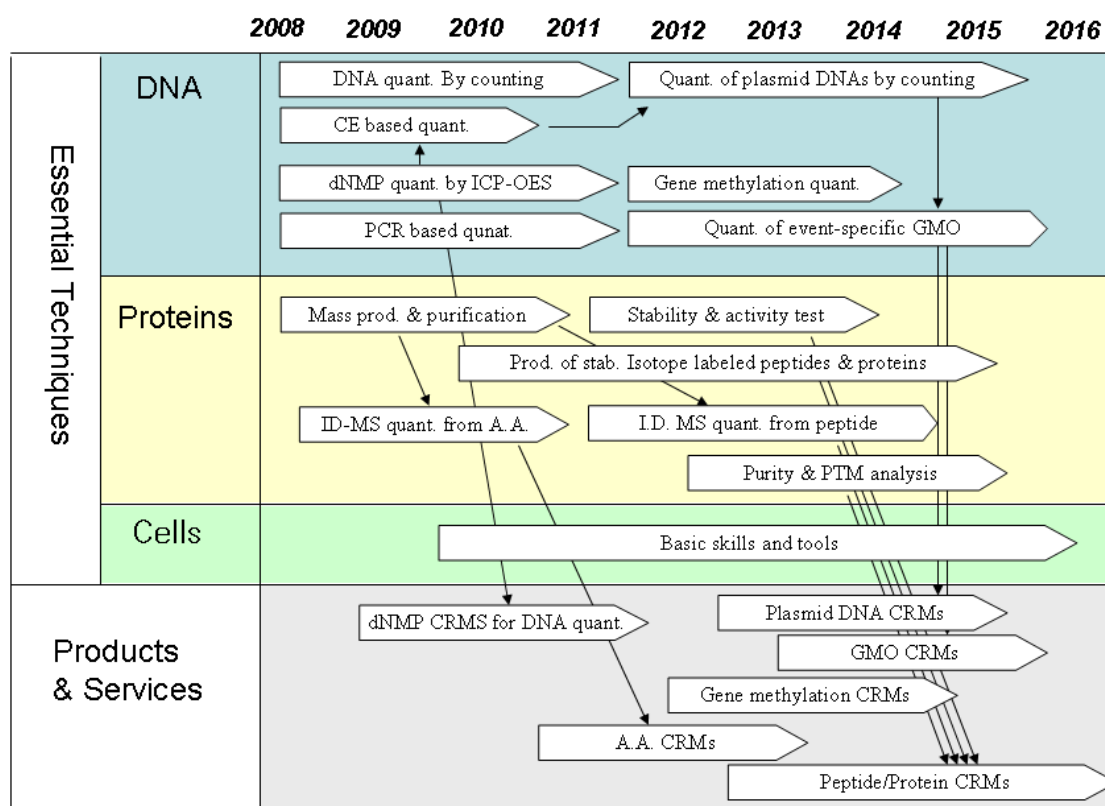 2008 2009 2010 2011 2012 2013 2014 2015 2016
Essential Techniques
DNA
DNA quant. By counting
Quant. of plasmid DNAs by counting
CE based quant.
dNMP quant. by ICP-OES
Gene methylation quant.
PCR based qunat.
Quant. of event-specific GMO
Proteins
Mass prod. & purification
Stability & activity test
Prod. of stab. Isotope labeled peptides & proteins
ID-MS quant. from A.A.
I.D. MS quant. from peptide
Purity & PTM analysis
Cells
Basic skills and tools
Products
& Services
dNMP CRMS for DNA quant.
Plasmid DNA CRMs
GMO CRMs
Gene methylation CRMs
A.A. CRMs
Peptide/Protein CRMs